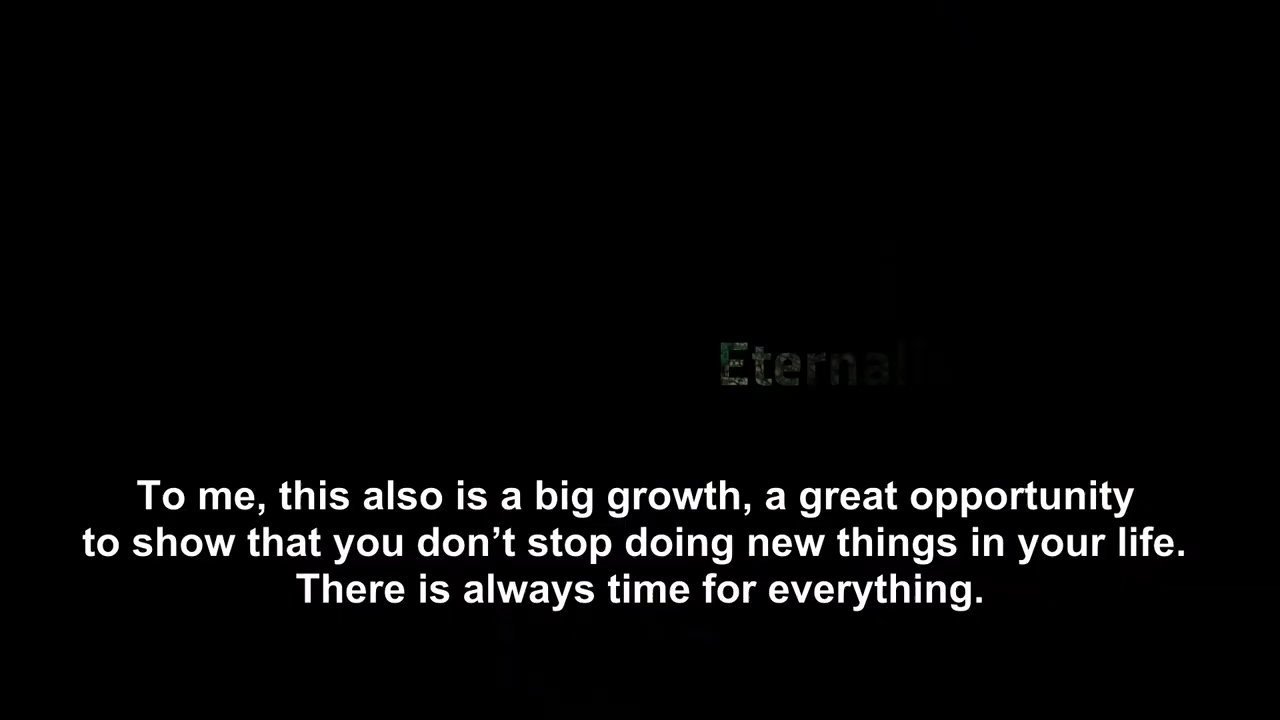 To me, this also is a big growth, a great opportunity
to show that you don’t stop doing new things in your life.
There is always time for everything.